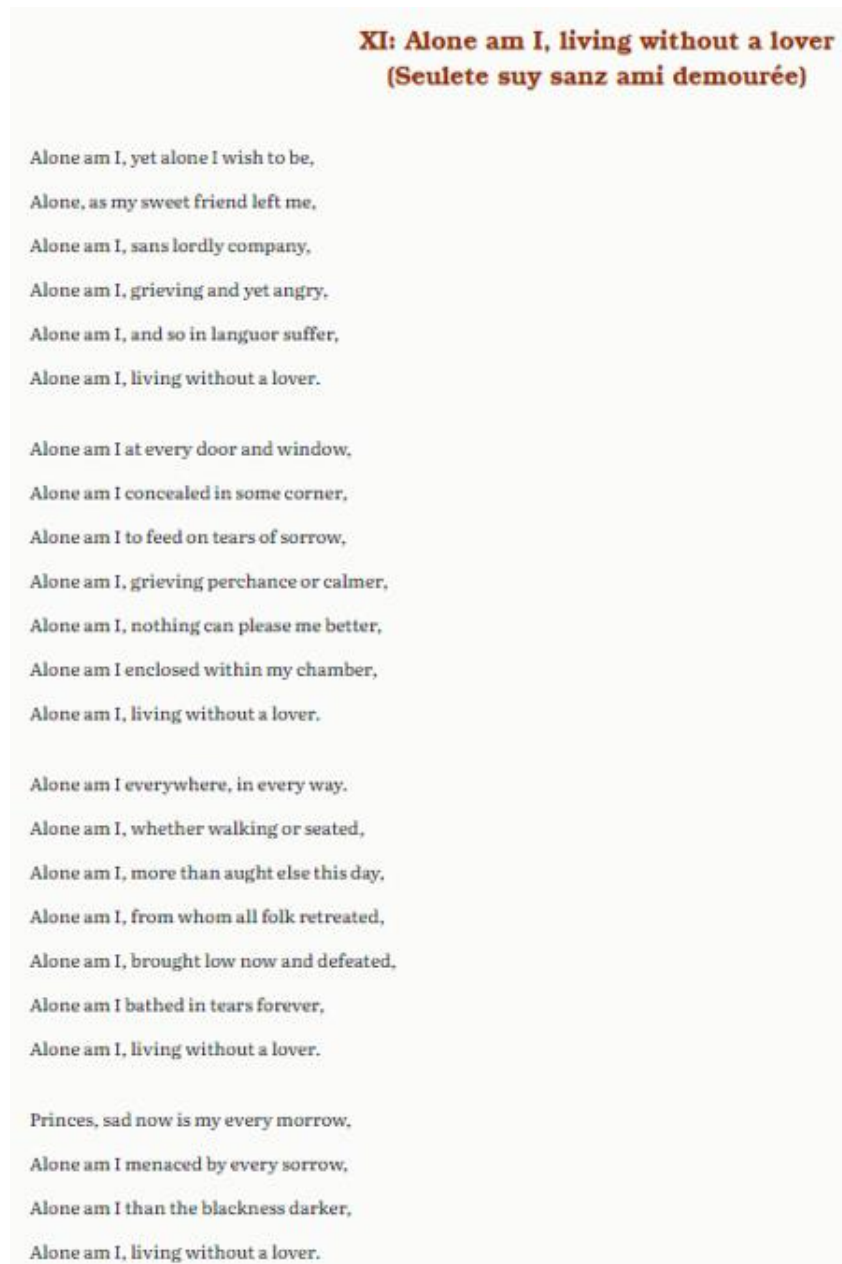 XI: Alone am I, living without a lover
(Seulete suy sanz ami demourée)
Alone am I, yet alone I wish to be,
Alone, as my sweet friend left me,
Alone am I, sans lordly company,
Alone am I, grieving and yet angry,
Alone am I, and so in languor suffer,
Alone am I, living without a lover.
Alone am I at every door and window,
Alone am I concealed in some corner,
Alone am I to feed on tears of sorrow,
Alone am I, grieving perchance or calmer,
Alone am I, nothing can please me better,
Alone am I enclosed within my chamber,
Alone am I, living without a lover.
Alone am I everywhere, in every way.
Alone am I, whether walking or seated,
Alone am I, more than aught else this day,
Alone am I, from whom all folk retreated,
Alone am I, brought low now and defeated,
Alone am I bathed in tears forever,
Alone am I, living without a lover.
Princes, sad now is my every morrow,
Alone am I menaced by every sorrow,
Alone am I than the blackness darker,
Alone am I, living without a lover.